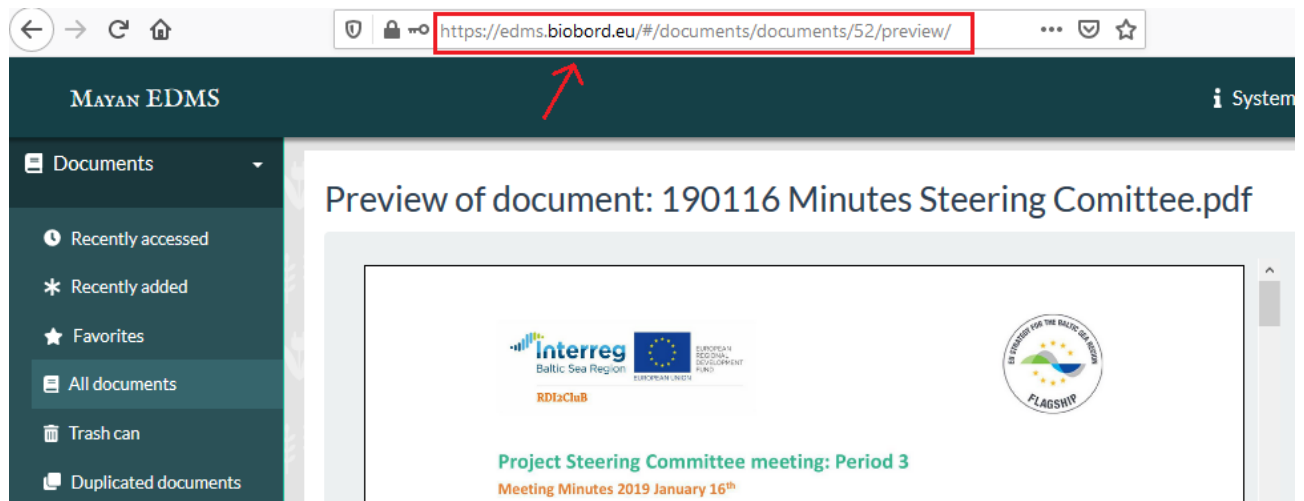 https://edms.biobord.eu/#/documents/documents/52/preview/
MAYAN EDMS
System
Documents
Recently accessed
Recently added
Favorites
All documents
Trash can
Duplicated documents
Preview of document: 190116 Minutes Steering Comittee.pdf
Interreg
Baltic Sea Region
EUROPEAN UNION
EUROPEAN
REGIONAL
DEVELOPMENT
FUND
RDI2CluB
EU STRATEGY FOR THE BALTIC SEA REGION
FLAGSHIP
Project Steering Committee meeting: Period 3
Meeting Minutes 2019 January 16th